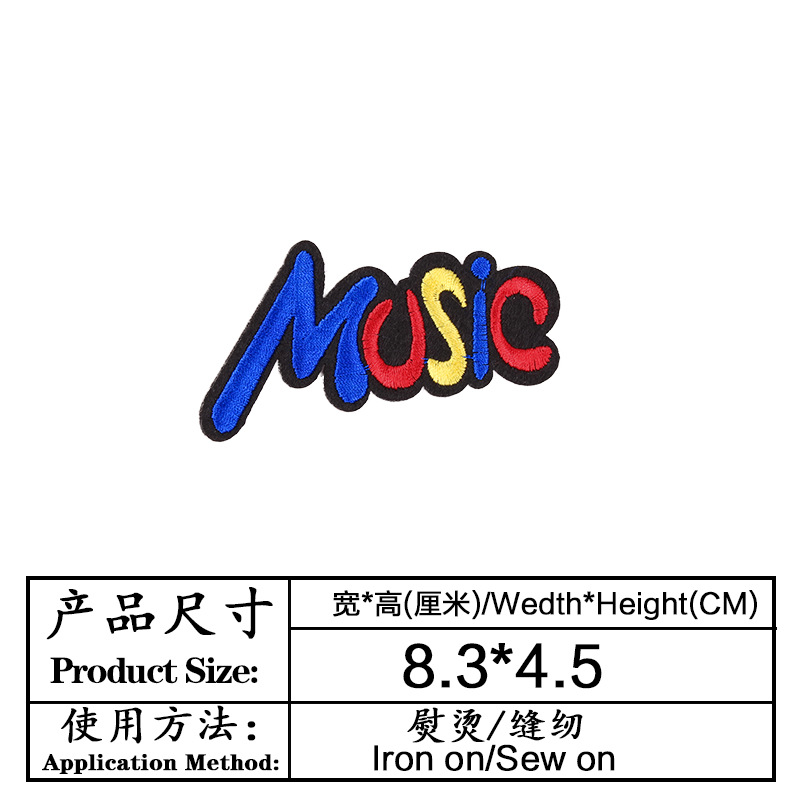 Music
产品尺寸
Product Size:
宽*高(厘米)/Wedth*Height(CM)
8.3*4.5
使用方法:
Application Method:
熨烫/缝纫
Iron on/Sew on